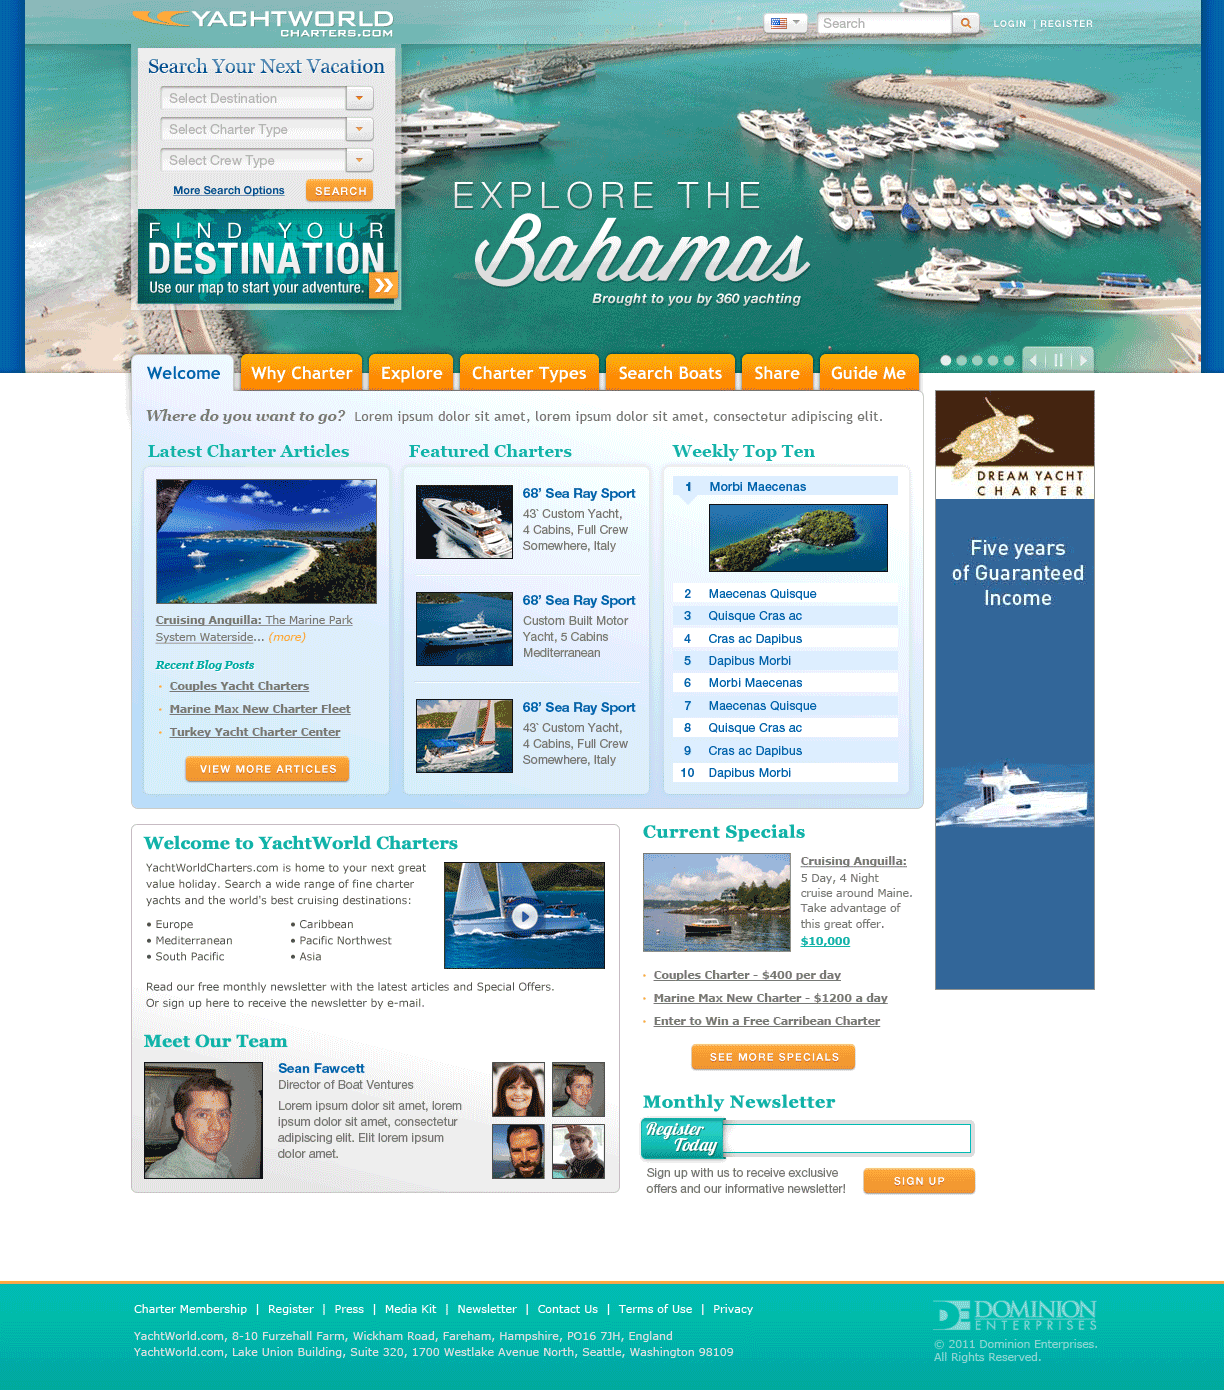 YACHTWORLD
CHARTERS.COM
Search
LOGIN | REGISTER
Search Your Next Vacation
Select Destination
Select Charter Type
Select Crew Type
More Search Options
SEARCH
FIND YOUR
DESTINATION
Use our map to start your adventure.
EXPLORE THE
Bahamas
Brought to you by 360 yachting
Welcome
Why Charter
Explore
Charter Types
Search Boats
Share
Guide Me
Where do you want to go? Lorem ipsum dolor sit amet, lorem ipsum dolor sit amet, consectetur adipiscing elit.
Latest Charter Articles
Cruising Anguilla: The Marine Park
System Waterside... (more)
Recent Blog Posts
Couples Yacht Charters
Marine Max New Charter Fleet
Turkey Yacht Charter Center
VIEW MORE ARTICLES
Featured Charters
68' Sea Ray Sport
43` Custom Yacht,
4 Cabins, Full Crew
Somewhere, Italy
68' Sea Ray Sport
Custom Built Motor
Yacht, 5 Cabins
Mediterranean
68' Sea Ray Sport
43` Custom Yacht,
4 Cabins, Full Crew
Somewhere, Italy
Weekly Top Ten
1 Morbi Maecenas
2 Maecenas Quisque
3 Quisque Cras ac
4 Cras ac Dapibus
5 Dapibus Morbi
6 Morbi Maecenas
7 Maecenas Quisque
8 Quisque Cras ac
9 Cras ac Dapibus
10 Dapibus Morbi
DREAM YACHT
CHARTER
Five years
of Guaranteed
Income
Welcome to YachtWorld Charters
YachtWorldCharters.com is home to your next great
value holiday. Search a wide range of fine charter
yachts and the world's best cruising destinations:
• Europe
• Mediterranean
• South Pacific
• Caribbean
• Pacific Northwest
• Asia
Read our free monthly newsletter with the latest articles and Special Offers.
Or sign up here to receive the newsletter by e-mail.
Meet Our Team
Sean Fawcett
Director of Boat Ventures
Lorem ipsum dolor sit amet, lorem
ipsum dolor sit amet, consectetur
adipiscing elit. Elit lorem ipsum
dolor amet.
Current Specials
Cruising Anguilla:
5 Day, 4 Night
cruise around Maine.
Take advantage of
this great offer.
$10,000
Couples Charter - $400 per day
Marine Max New Charter - $1200 a day
Enter to Win a Free Carribean Charter
SEE MORE SPECIALS
Monthly Newsletter
Register
Today
Sign up with us to receive exclusive
offers and our informative newsletter!
SIGN UP
Charter Membership | Register | Press | Media Kit | Newsletter | Contact Us | Terms of Use | Privacy
YachtWorld.com, 8-10 Furzehall Farm, Wickham Road, Fareham, Hampshire, PO16 7JH, England
YachtWorld.com, Lake Union Building, Suite 320, 1700 Westlake Avenue North, Seattle, Washington 98109
DE DOMINION
ENTERPRISES
© 2011 Dominion Enterprises.
All Rights Reserved.